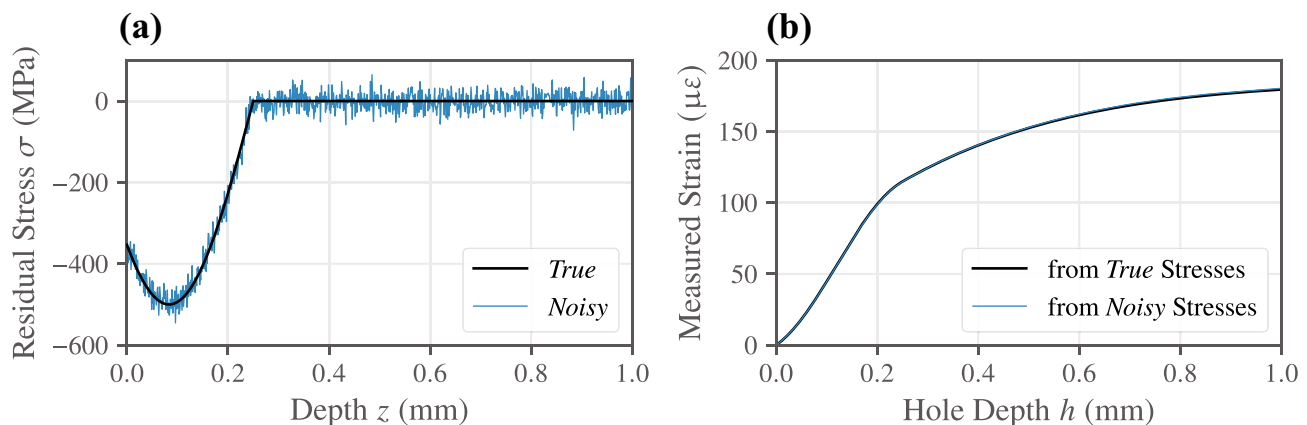 (a)
Residual Stress σ (MPa)
0
−200
−400
−600
0.0 0.2 0.4 0.6 0.8 1.0
Depth z (mm)
True
Noisy
(b)
Measured Strain (με)
200
150
100
50
0
0.0 0.2 0.4 0.6 0.8 1.0
Hole Depth h (mm)
from True Stresses
from Noisy Stresses